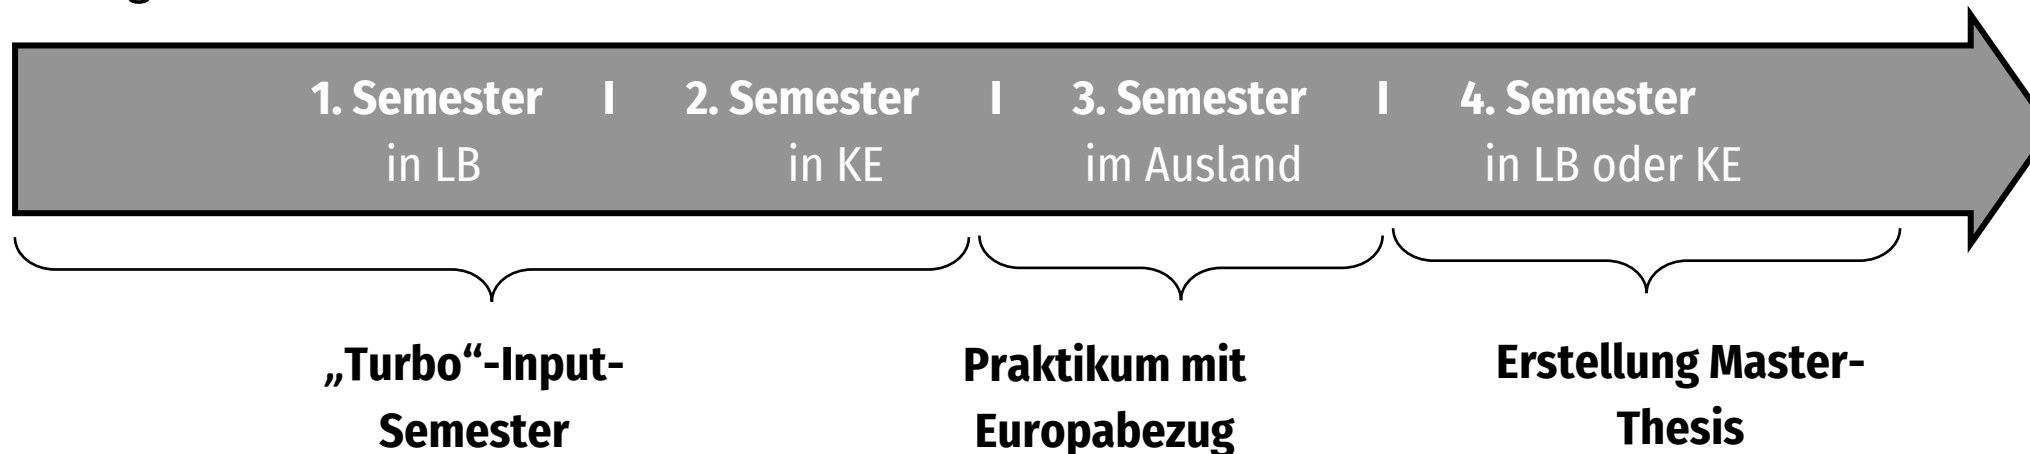 1. Semester I 2. Semester I 3. Semester I 4. Semester
in LB in KE im Ausland in LB oder KE
„Turbo“-Input-
Semester
Praktikum mit
Europabezug
Erstellung Master-
Thesis